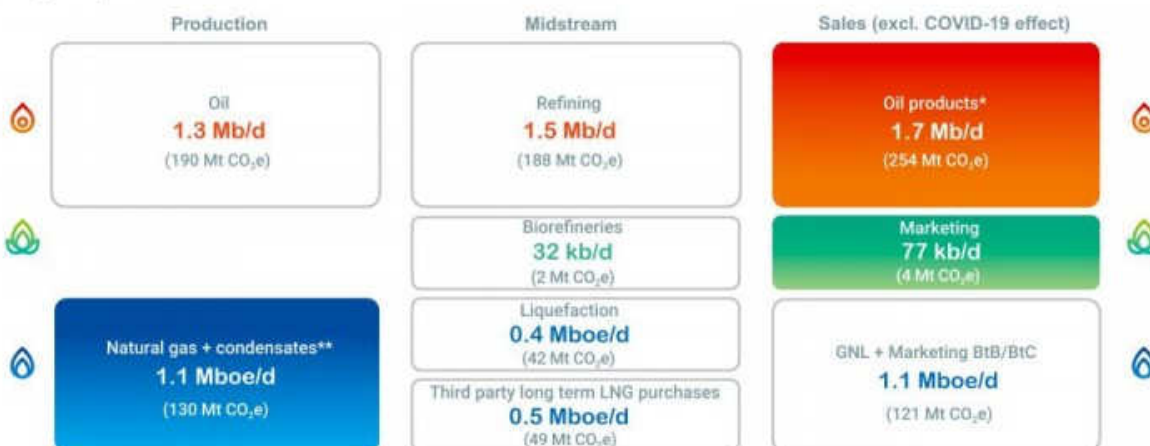 Production
Midstream
Sales (excl. COVID-19 effect)
Oil
1.3 Mb/d
(190 Mt CO₂e)
Refining
1.5 Mb/d
(188 Mt CO₂e)
Oil products*
1.7 Mb/d
(254 Mt CO₂e)
Biorefineries
32 kb/d
(2 Mt CO₂e)
Marketing
77 kb/d
(4 Mt CO₂e)
Natural gas + condensates**
1.1 Mboe/d
(130 Mt CO₂e)
Liquefaction
0.4 Mboe/d
(42 Mt CO₂e)
Third party long term LNG purchases
0.5 Mboe/d
(49 Mt CO₂e)
GNL + Marketing BtB/BtC
1.1 Mboe/d
(121 Mt CO₂e)